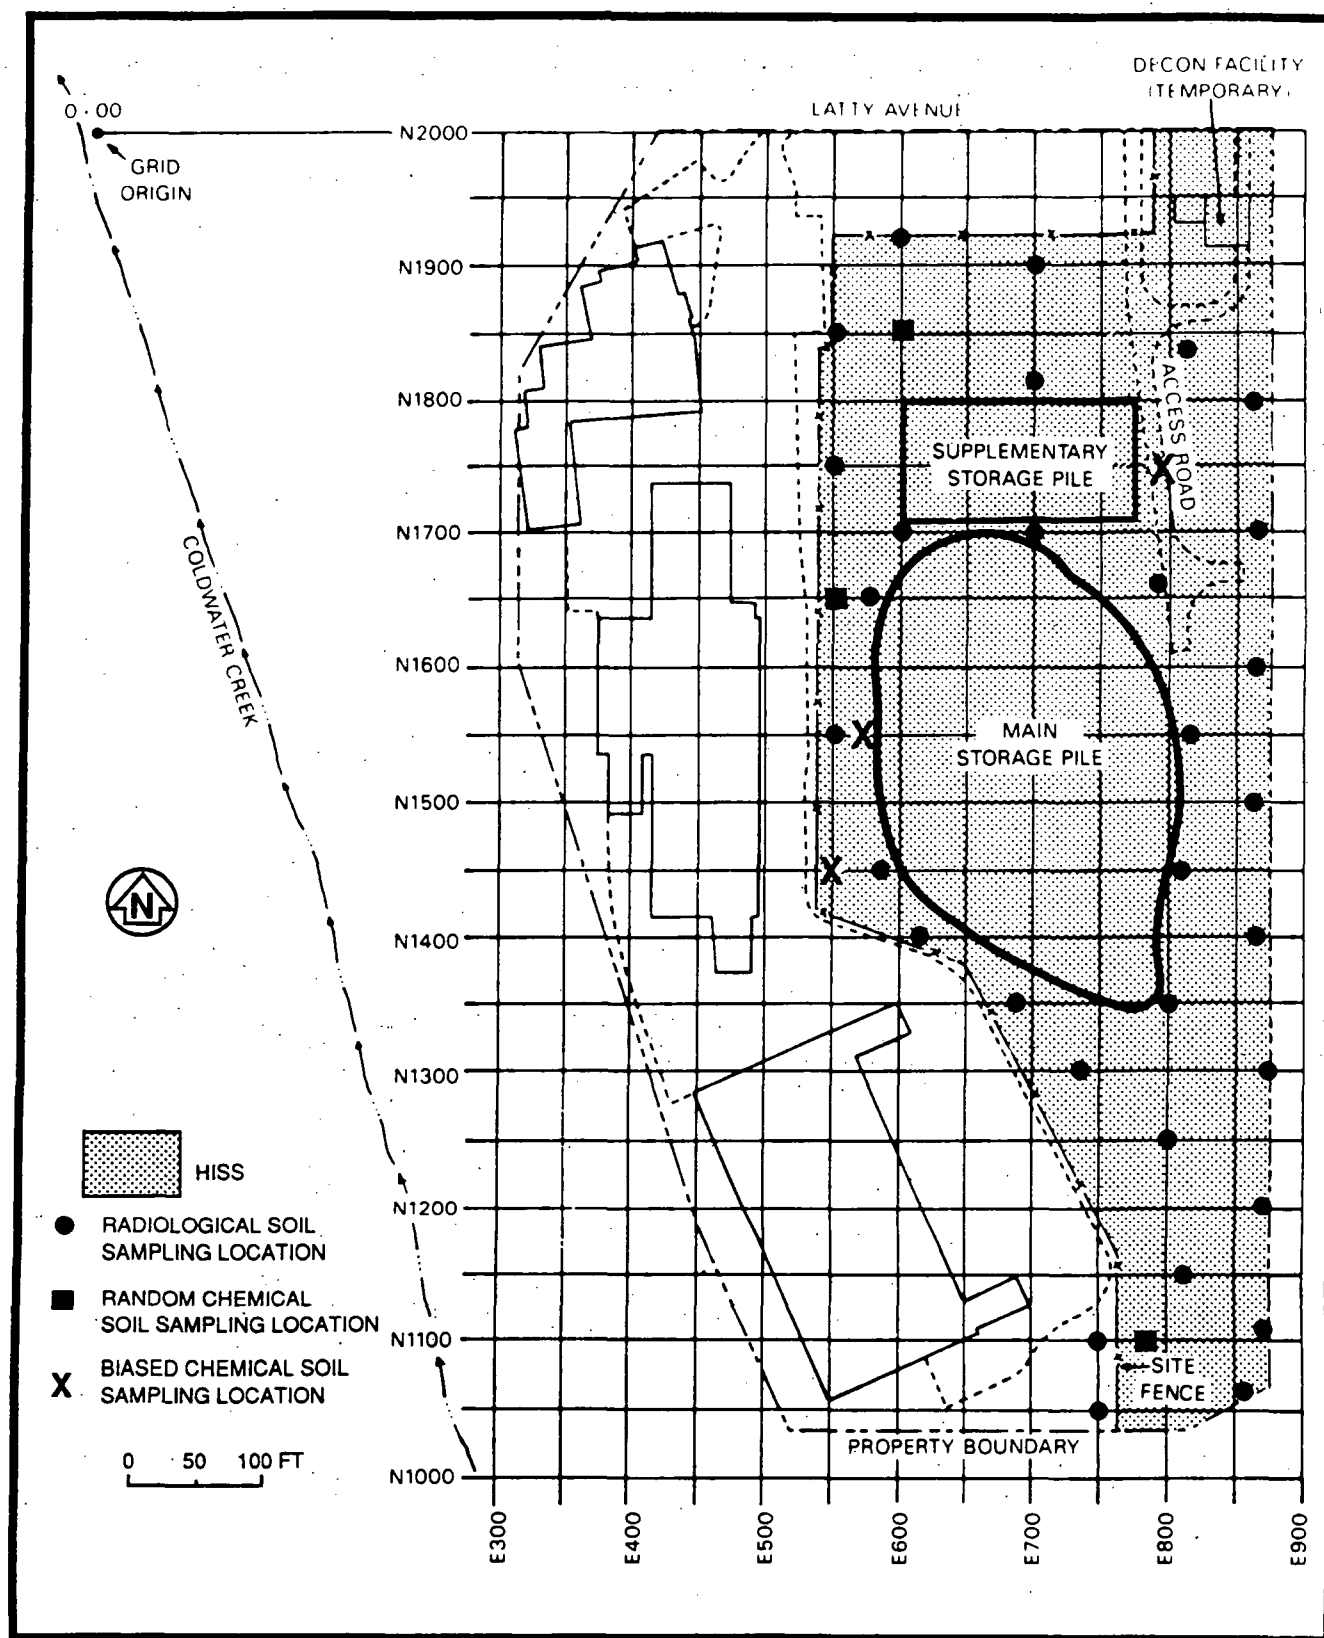 DECON FACILITY
(TEMPORARY)
LATTY AVENUE
0+00
GRID
ORIGIN
N2000
N1900
N1800
N1700
N1600
N1500
N1400
N1300
N1200
N1100
N1000
ACCESS ROAD
SUPPLEMENTARY
STORAGE PILE
MAIN
STORAGE PILE
COLDWATER CREEK
N
HISS
RADIOLOGICAL SOIL
SAMPLING LOCATION
RANDOM CHEMICAL
SOIL SAMPLING LOCATION
X BIASED CHEMICAL SOIL
SAMPLING LOCATION
0 50 100 FT
SITE
FENCE
PROPERTY BOUNDARY
E300
E400
E500
E600
E700
E800
E900